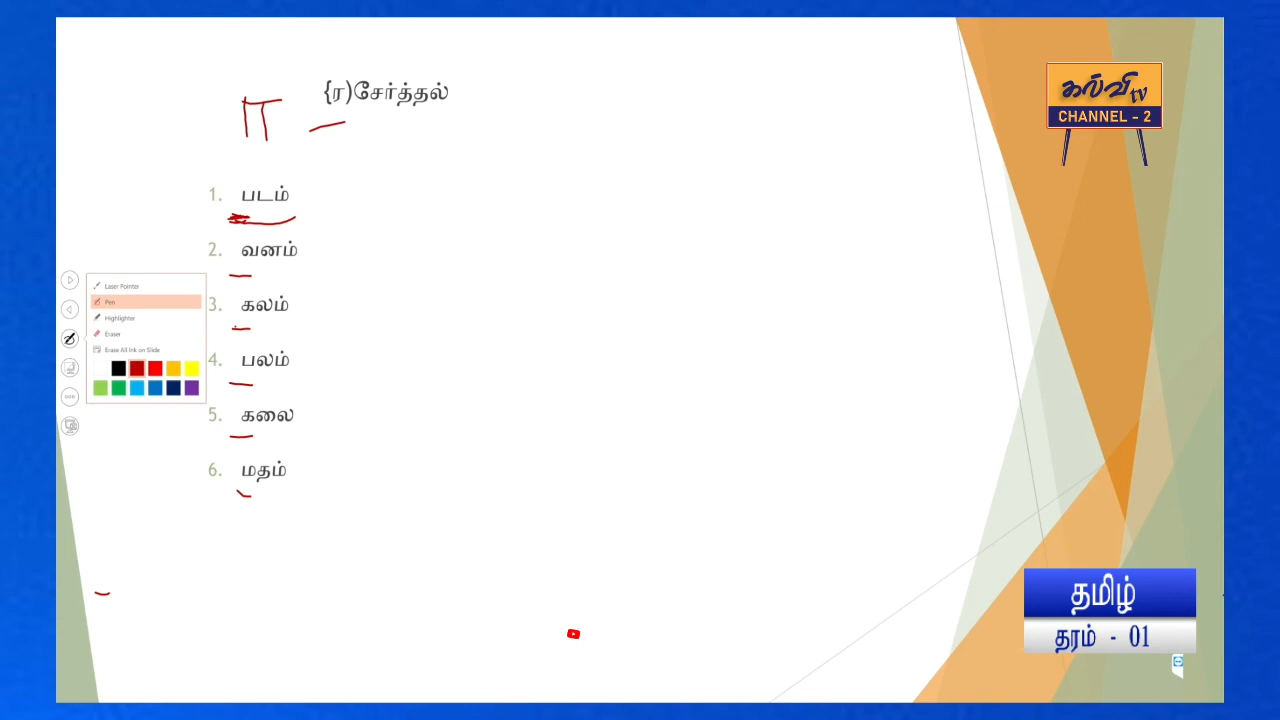 {ர)சேர்த்தல்
ா
1. படம்
2. வனம்
3. கலம்
4. பலம்
5. கலை
6. மதம்
Laser Pointer
Pen
Highlighter
Eraser
Erase All Ink on Slide
கல்வி tv
CHANNEL - 2
தமிழ்
தரம் - 01